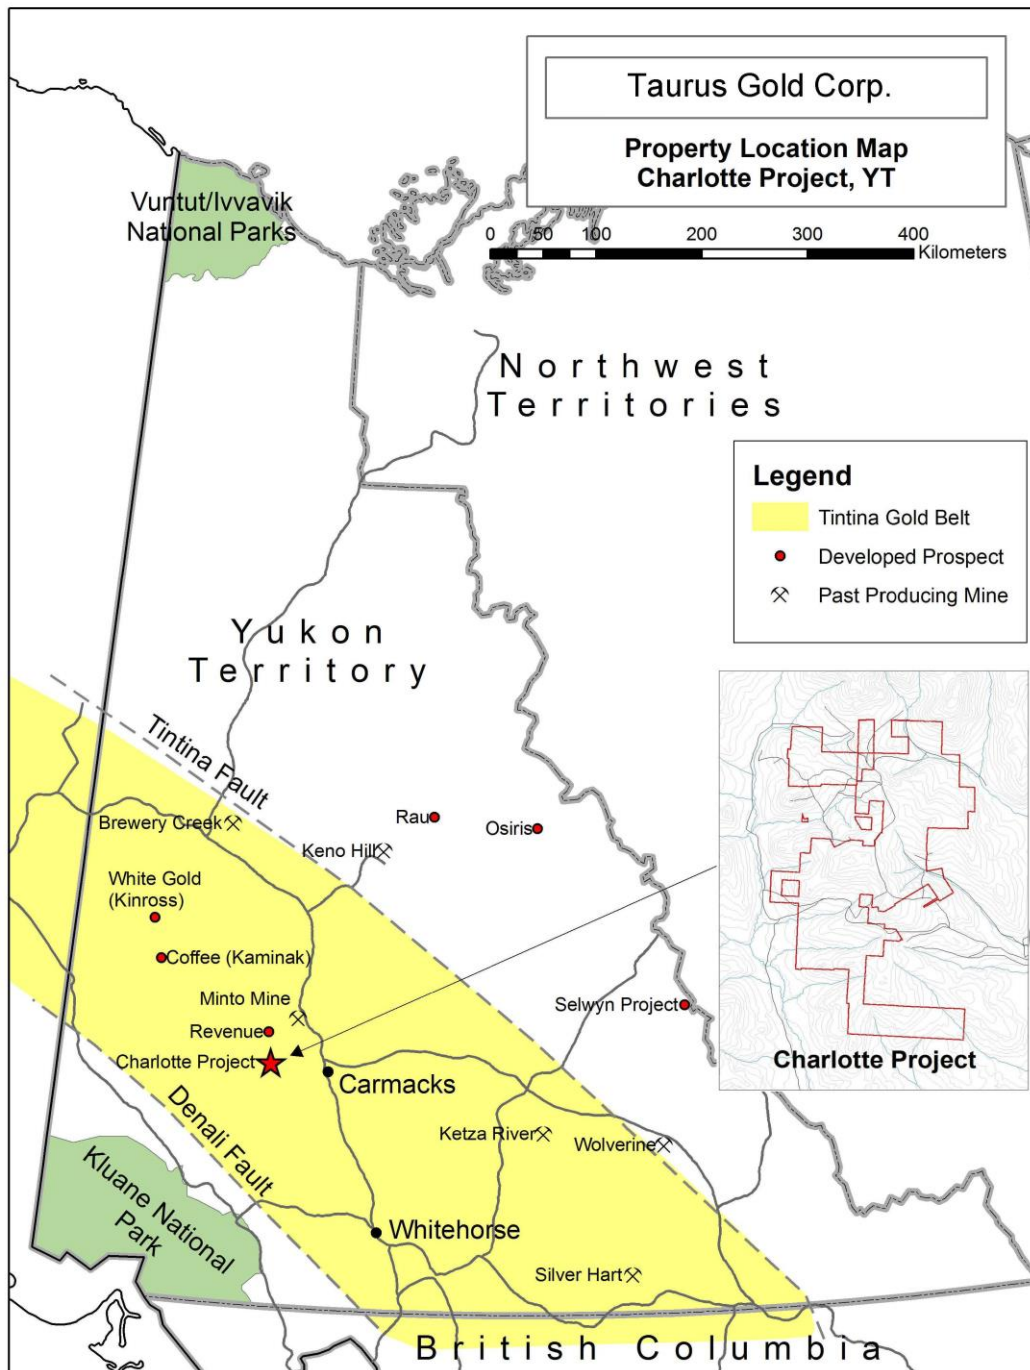 Taurus Gold Corp.
Property Location Map
Charlotte Project, YT
0 50 100 200 300 400
Kilometers
Vuntut/Ivvavik
National Parks
Northwest
Territories
Legend
Tintina Gold Belt
Developed Prospect
Past Producing Mine
Yukon
Territory
Tintina Fault
Brewery Creek
Rau
Osiris
Keno Hill
White Gold
(Kinross)
Coffee (Kaminak)
Minto Mine
Selwyn Project
Revenue
Charlotte Project
Charlotte Project
Carmacks
Denali Fault
Ketza River
Wolverine
Kluane National
Park
Whitehorse
Silver Hart
British Columbia